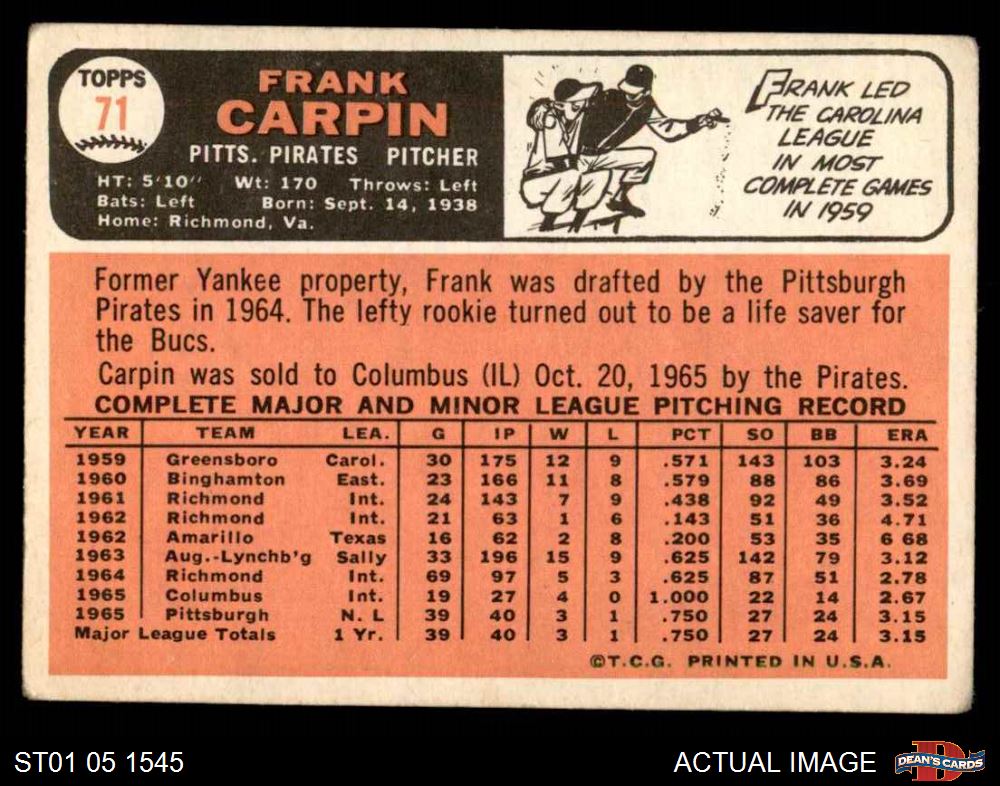 TOPPS
71
FRANK
CARPIN
PITTS. PIRATES PITCHER
HT: 5'10" Wt: 170 Throws: Left
Bats: Left Born: Sept. 14, 1938
Home: Richmond, Va.
FRANK LED
THE CAROLINA
LEAGUE
IN MOST
COMPLETE GAMES
IN 1959
Former Yankee property, Frank was drafted by the Pittsburgh
Pirates in 1964. The lefty rookie turned out to be a life saver for
the Bucs.
Carpin was sold to Columbus (IL) Oct. 20, 1965 by the Pirates.
COMPLETE MAJOR AND MINOR LEAGUE PITCHING RECORD
YEAR TEAM LEA. G IP W L PCT SO BB ERA
1959 Greensboro Carol. 30 175 12 9 .571 143 103 3.24
1960 Binghamton East. 23 166 11 8 .579 88 86 3.69
1961 Richmond Int. 24 143 7 9 .438 92 49 3.52
1962 Richmond Int. 21 63 1 6 .143 51 36 4.71
1962 Amarillo Texas 16 62 2 8 .200 53 35 6 68
1963 Aug.-Lynchb'g Sally 33 196 15 9 .625 142 79 3.12
1964 Richmond Int. 69 97 5 3 .625 87 51 2.78
1965 Columbus Int. 19 27 4 0 1.000 22 14 2.67
1965 Pittsburgh N. L 39 40 3 1 .750 27 24 3.15
Major League Totals 1 Yr. 39 40 3 1 .750 27 24 3.15
©T.C.G. PRINTED IN U.S.A.
ST01 05 1545
ACTUAL IMAGE
DEAN'S CARDS